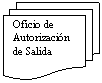 Oficio de
Autorización
de Salida